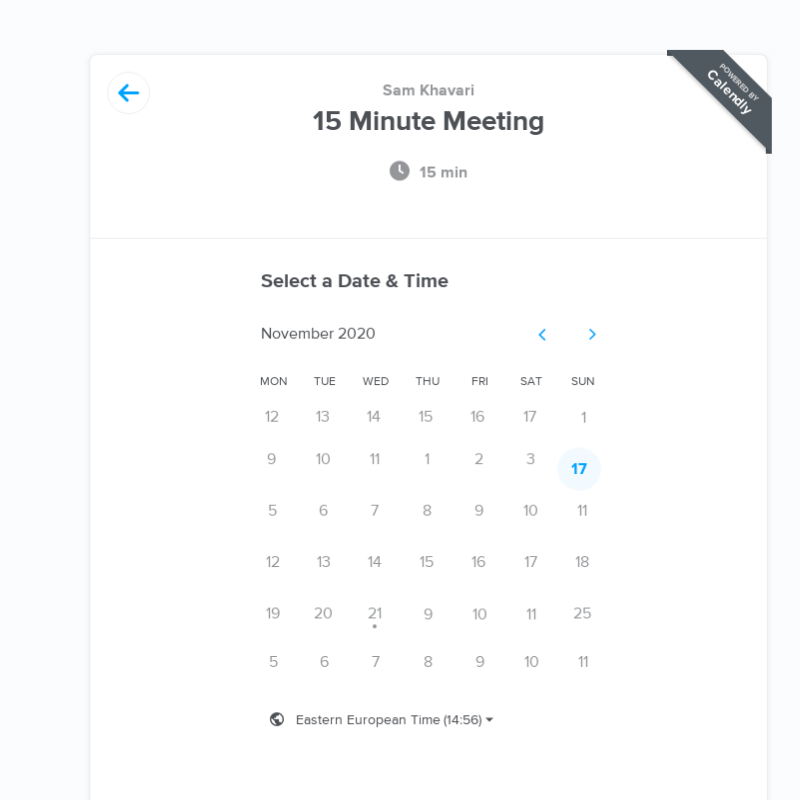 Sam Khavari
POWERED BY
Calendly
15 Minute Meeting
15 min
Select a Date & Time
November 2020
MON TUE WED THU FRI SAT SUN
12 13 14 15 16 17 1
9 10 11 1 2 3 17
5 6 7 8 9 10 11
12 13 14 15 16 17 18
19 20 21 9 10 11 25
5 6 7 8 9 10 11
Eastern European Time (14:56)